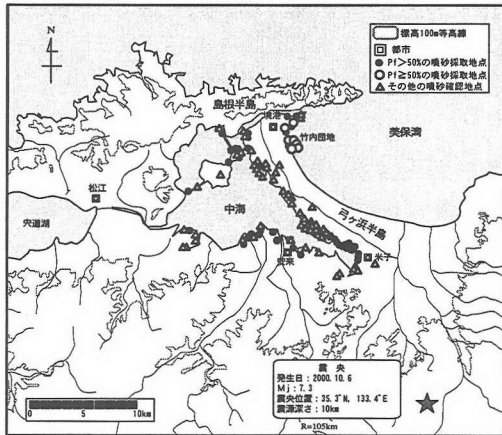 N
標高100m等高線
都市
Pf>50%の噴砂採取地点
Pf≧50%の噴砂採取地点
その他の噴砂確認地点
島根半島
境港
竹内団地
美保湾
松江
中海
弓ヶ浜半島
宍道湖
安来
米子
震央
発生日：2000.10.6
Mj：7.3
震央位置：35.3°N, 133.4°E
震源深さ：10km
0 5 10km
R=105km